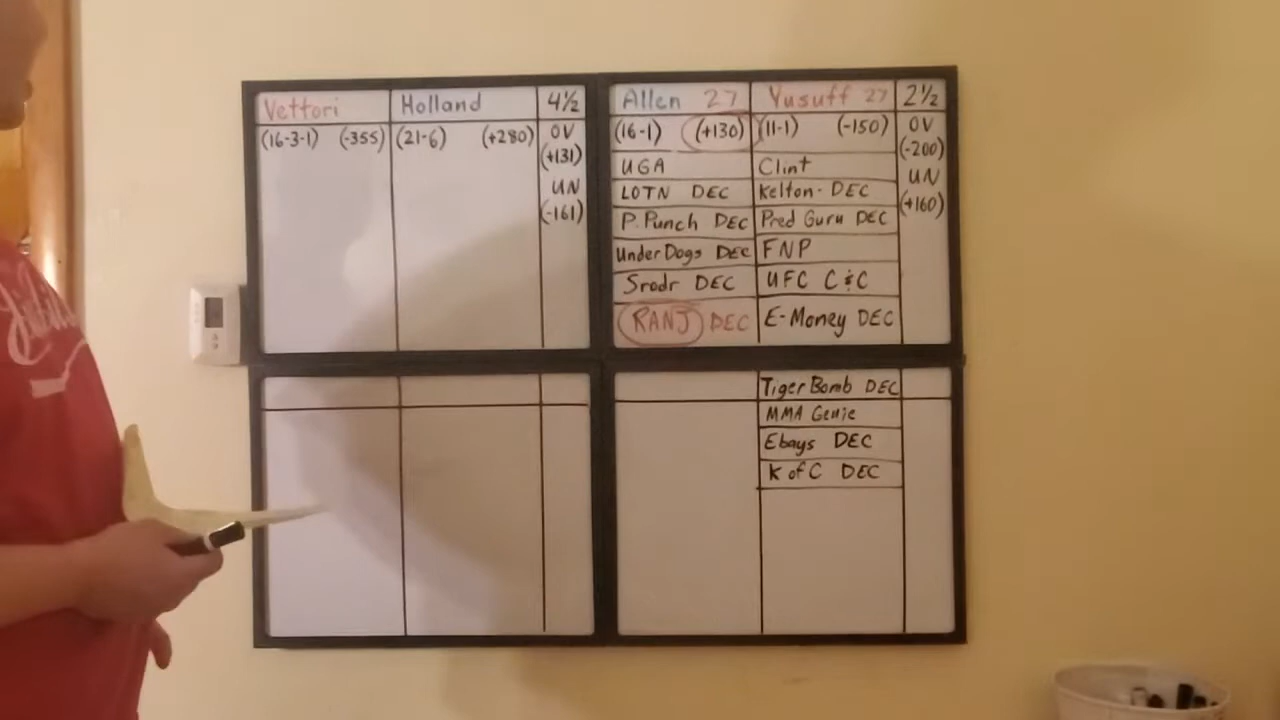 Vettori Holland 4½
(16-3-1) (-355) (21-6) (+280) OV
(+131)
UN
(-161)
Allen 27 Yusuff 27 2½
(16-1) (+130) (11-1) (-150) OV
(-200)
UN
(+160)
UGA Clint
LOTN DEC Kelton- DEC
P. Punch DEC Pred Guru DEC
Under Dogs DEC FNP
Srodr DEC UFC C&C
RANJ DEC E-Money DEC
Tiger Bomb DEC
MMA Genie
Ebays DEC
K of C DEC